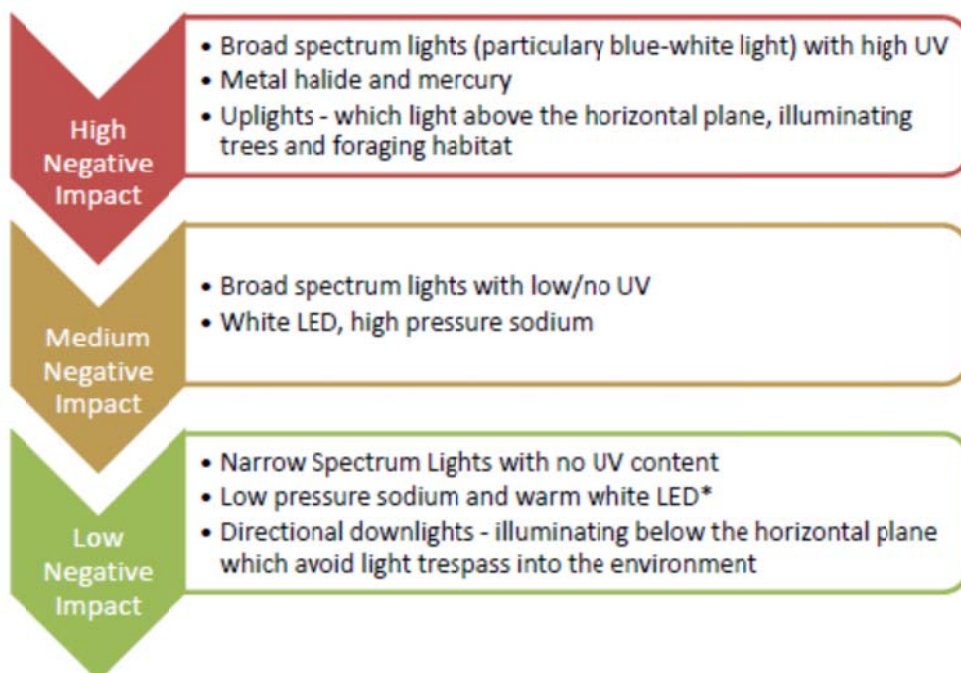 High
Negative
Impact
• Broad spectrum lights (particulary blue-white light) with high UV
• Metal halide and mercury
• Uplights - which light above the horizontal plane, illuminating
trees and foraging habitat
Medium
Negative
Impact
• Broad spectrum lights with low/no UV
• White LED, high pressure sodium
Low
Negative
Impact
• Narrow Spectrum Lights with no UV content
• Low pressure sodium and warm white LED*
• Directional downlights - illuminating below the horizontal plane
which avoid light trespass into the environment